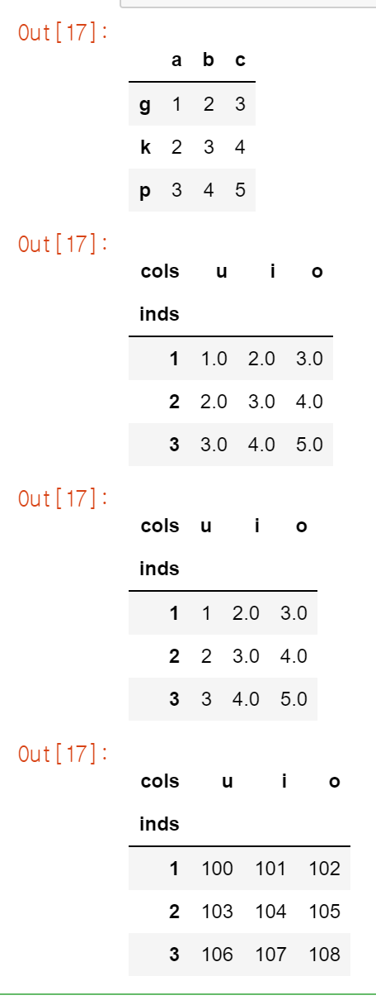 Out[17]:
a b c
g 1 2 3
k 2 3 4
p 3 4 5
Out[17]:
cols u i o
inds
1 1.0 2.0 3.0
2 2.0 3.0 4.0
3 3.0 4.0 5.0
Out[17]:
cols u i o
inds
1 1 2.0 3.0
2 2 3.0 4.0
3 3 4.0 5.0
Out[17]:
cols u i o
inds
1 100 101 102
2 103 104 105
3 106 107 108